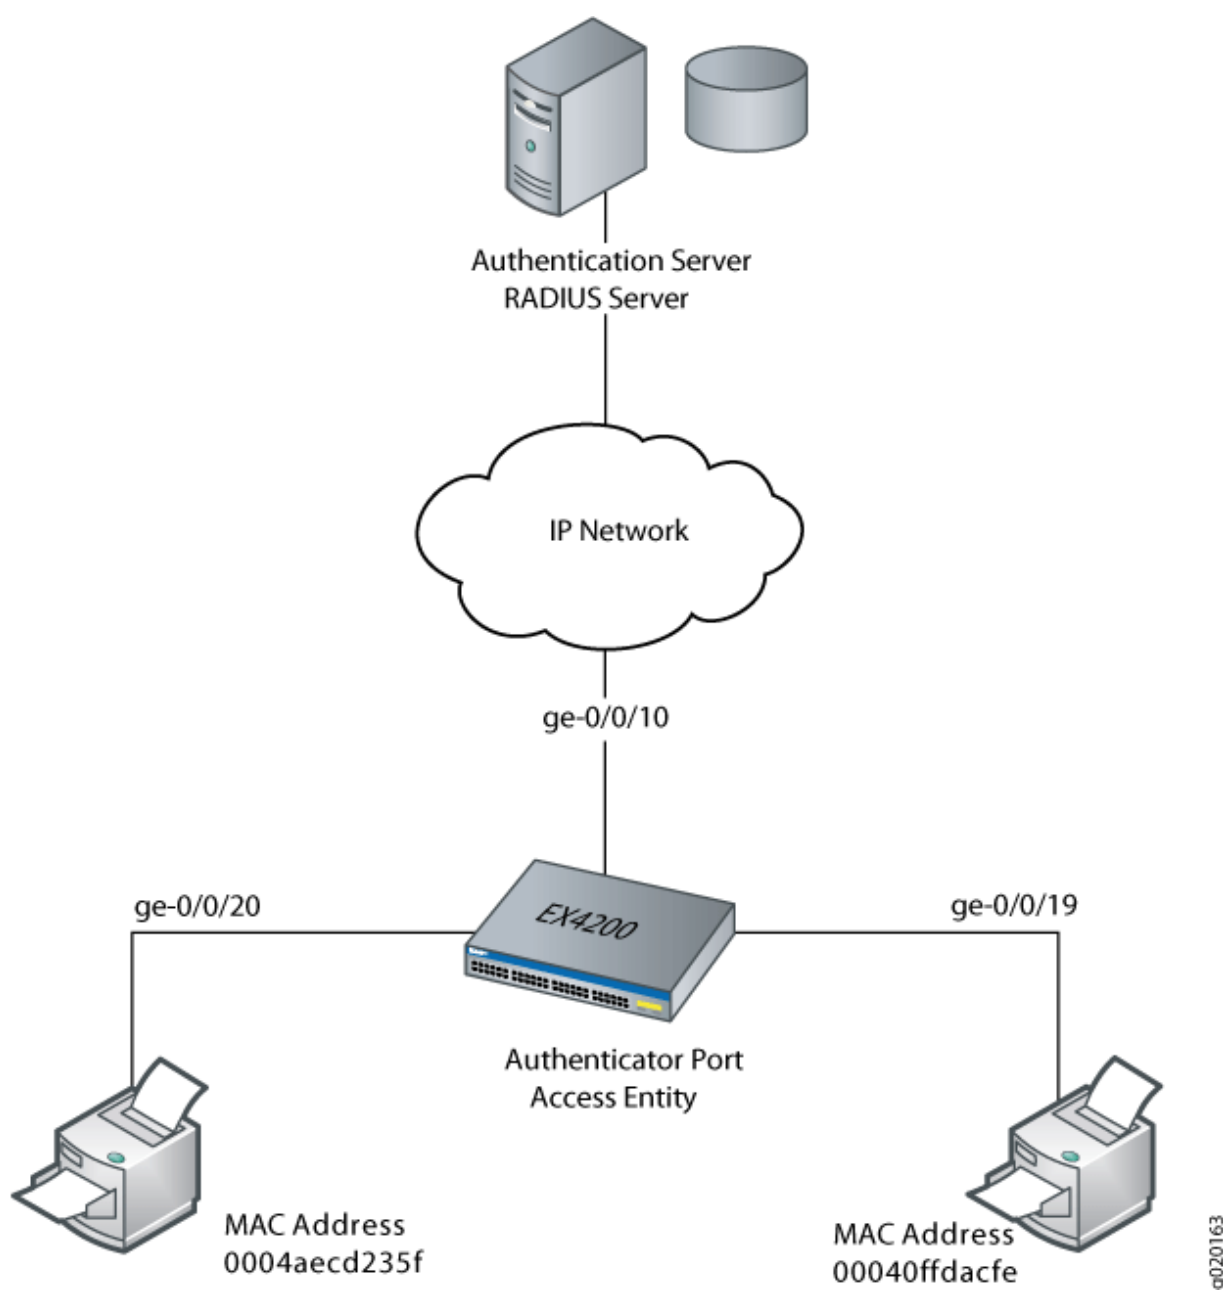 Authentication Server
RADIUS Server
IP Network
ge-0/0/10
ge-0/0/20
ge-0/0/19
EX4200
Authenticator Port
Access Entity
MAC Address
0004aecd235f
MAC Address
00040ffdacfe
g020163